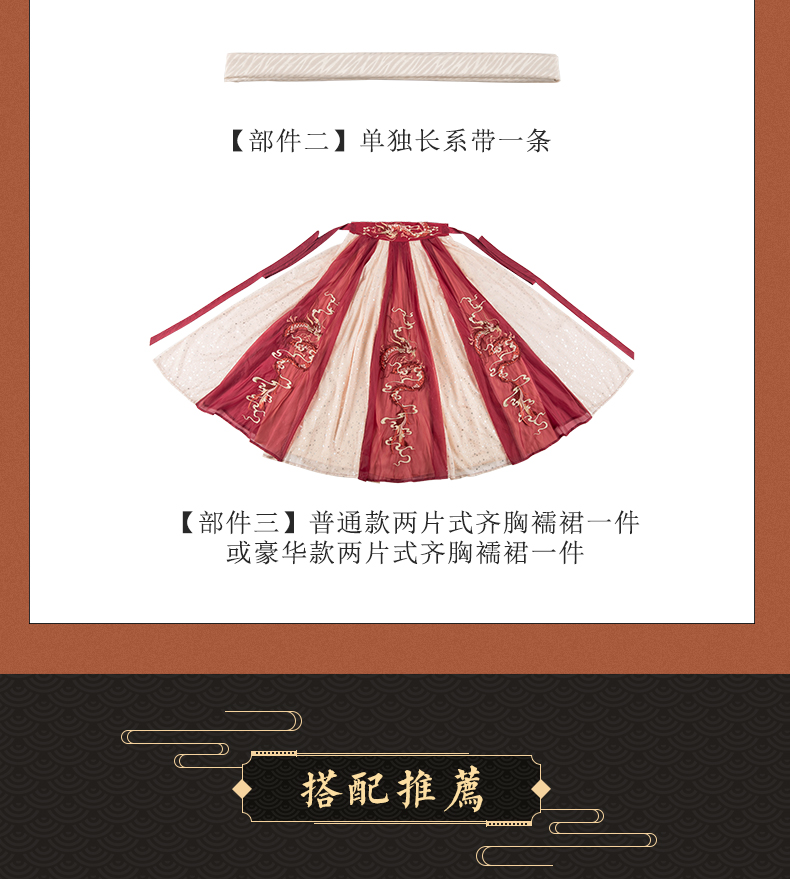 【部件二】单独长系带一条
【部件三】普通款两片式齐胸襦裙一件
或豪华款两片式齐胸襦裙一件
搭配推薦